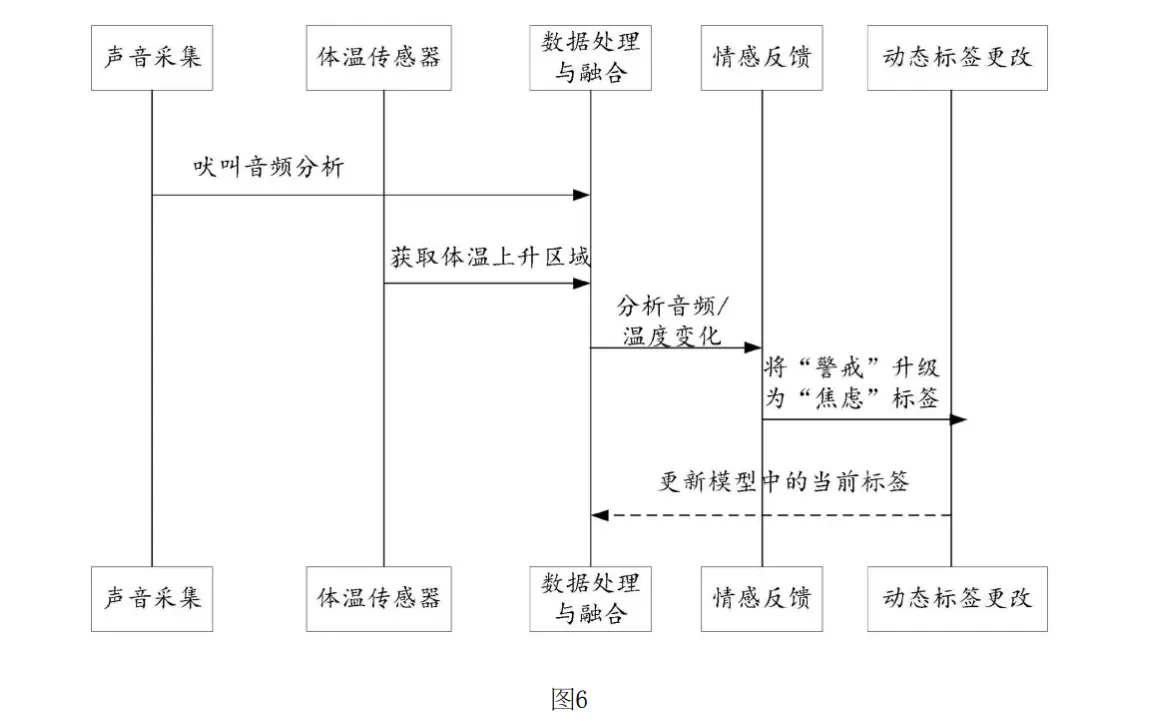 声音采集
体温传感器
数据处理
与融合
情感反馈
动态标签更改
吠叫音频分析
获取体温上升区域
分析音频/
温度变化
将“警戒”升级
为“焦虑”标签
更新模型中的当前标签
声音采集
体温传感器
数据处理
与融合
情感反馈
动态标签更改
图6